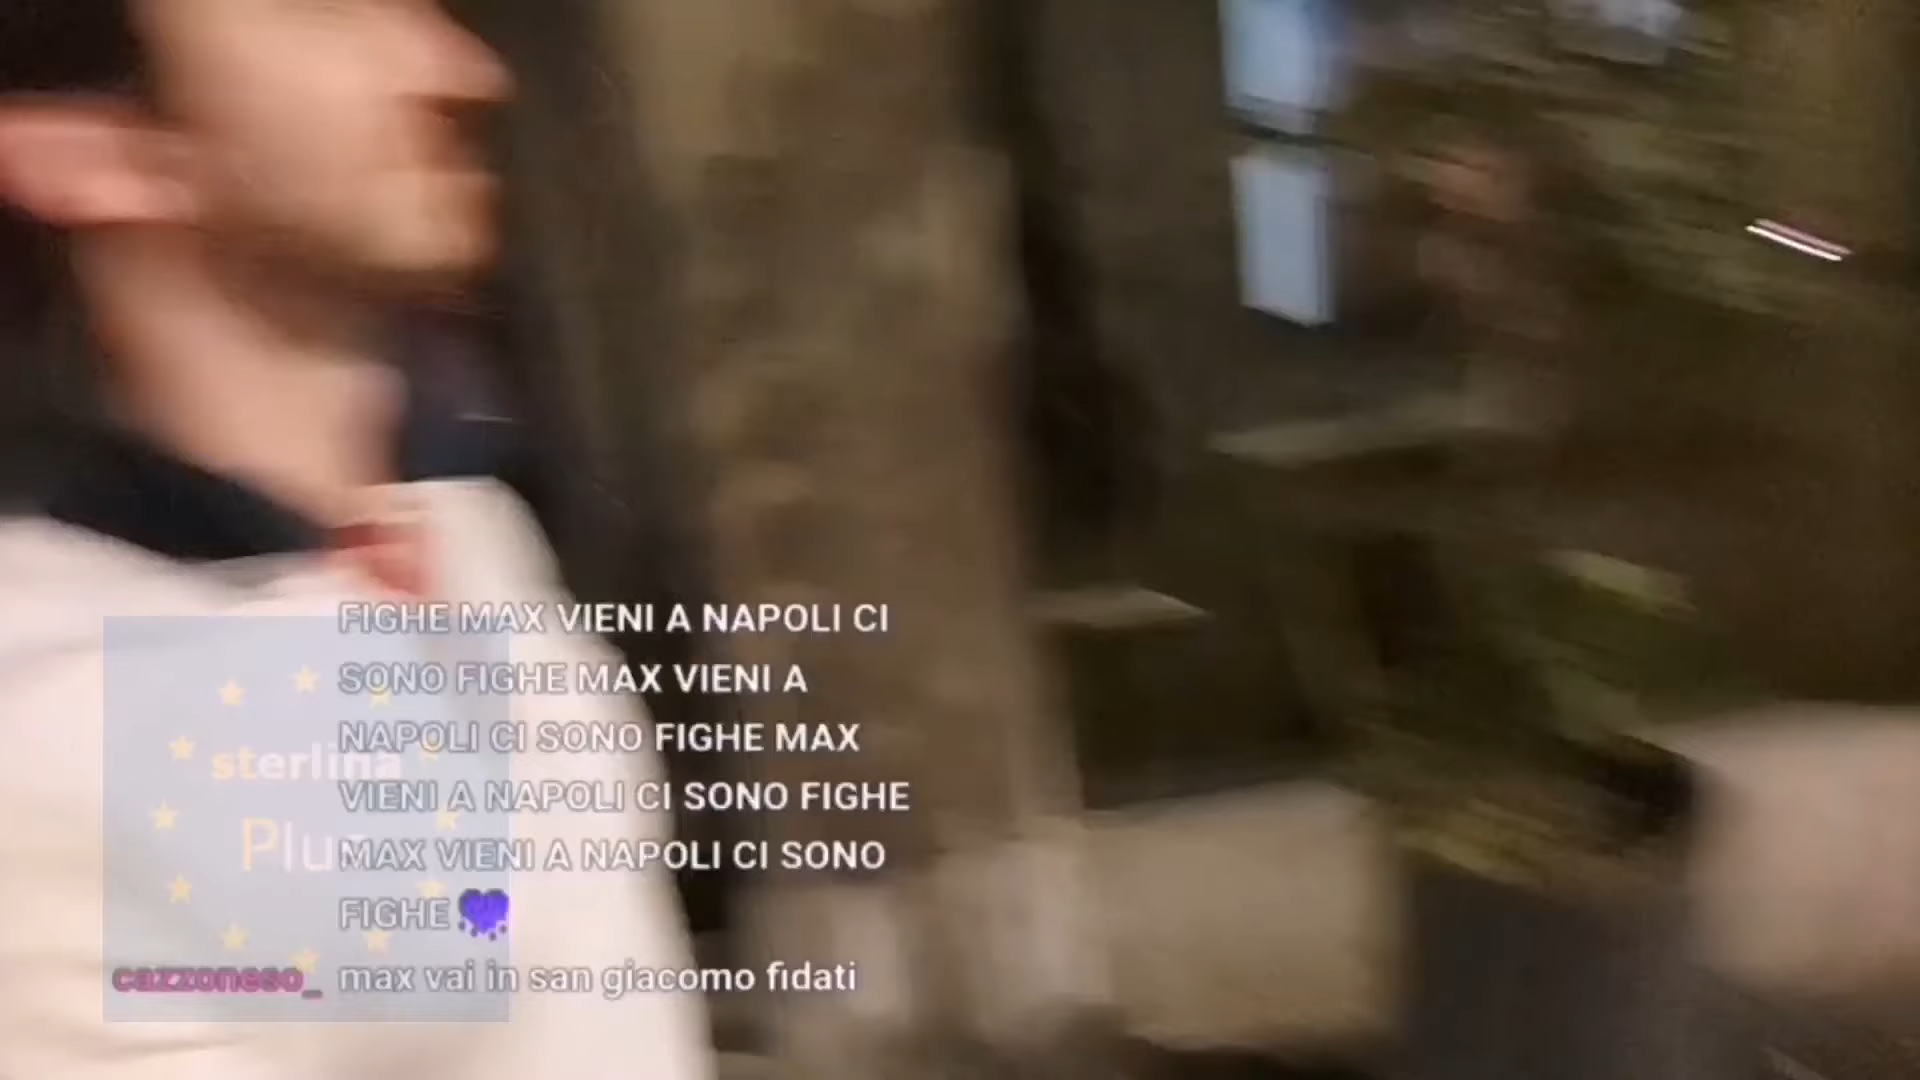 FIGHE MAX VIENI A NAPOLI CI
SONO FIGHE MAX VIENI A
NAPOLI CI SONO FIGHE MAX
VIENI A NAPOLI CI SONO FIGHE
MAX VIENI A NAPOLI CI SONO
FIGHE
cazzoneso_ max vai in san giacomo fidati
sterlina
Plus